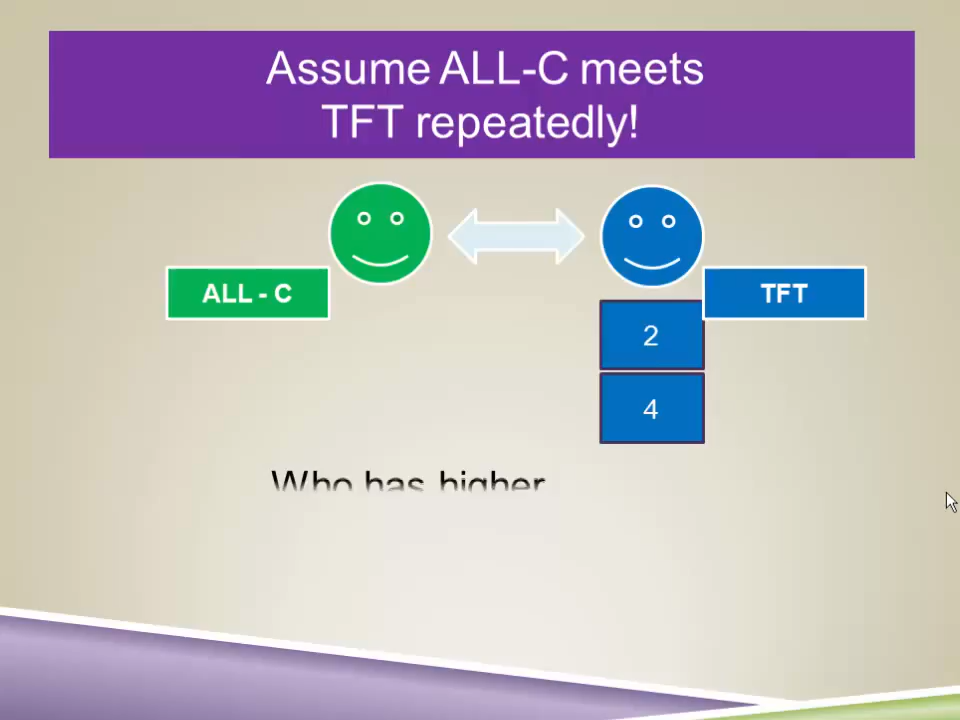 Assume ALL-C meets
TFT repeatedly!
ALL - C
TFT
2
4
Who has higher